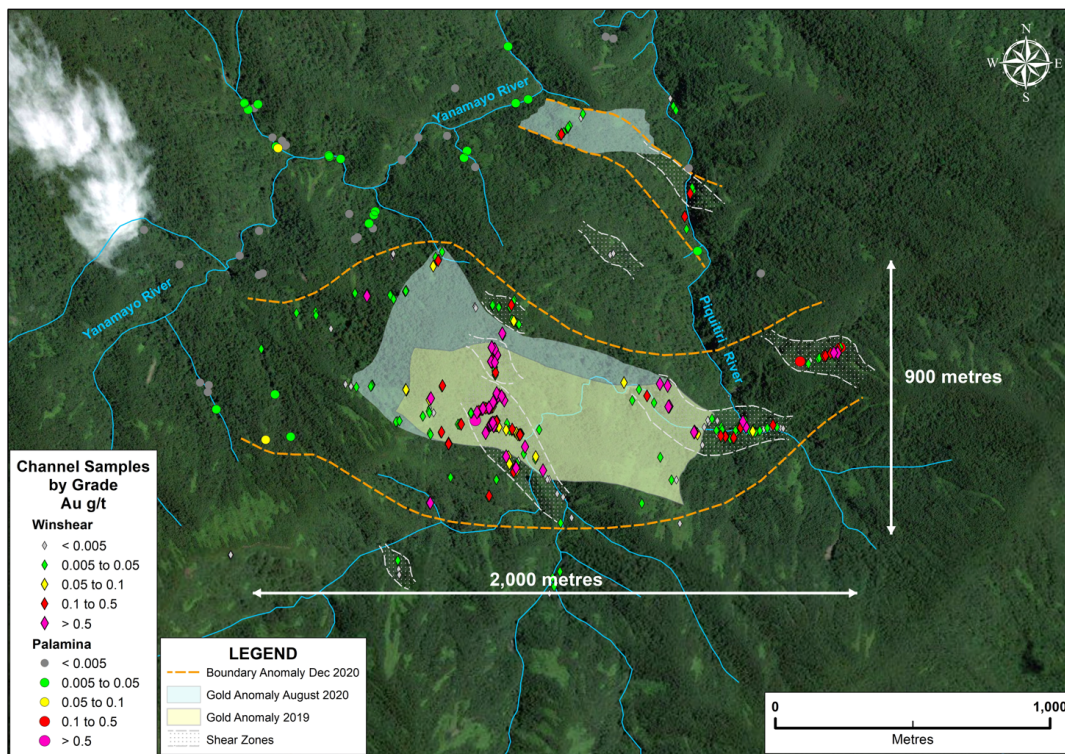 N
W E
S
Yanamayo River
Yanamayo River
Piquitiri River
900 metres
2,000 metres
Channel Samples
by Grade
Au g/t
Winshear
< 0.005
0.005 to 0.05
0.05 to 0.1
0.1 to 0.5
> 0.5
Palamina
< 0.005
0.005 to 0.05
0.05 to 0.1
0.1 to 0.5
> 0.5
LEGEND
Boundary Anomaly Dec 2020
Gold Anomaly August 2020
Gold Anomaly 2019
Shear Zones
0 1,000
Metres